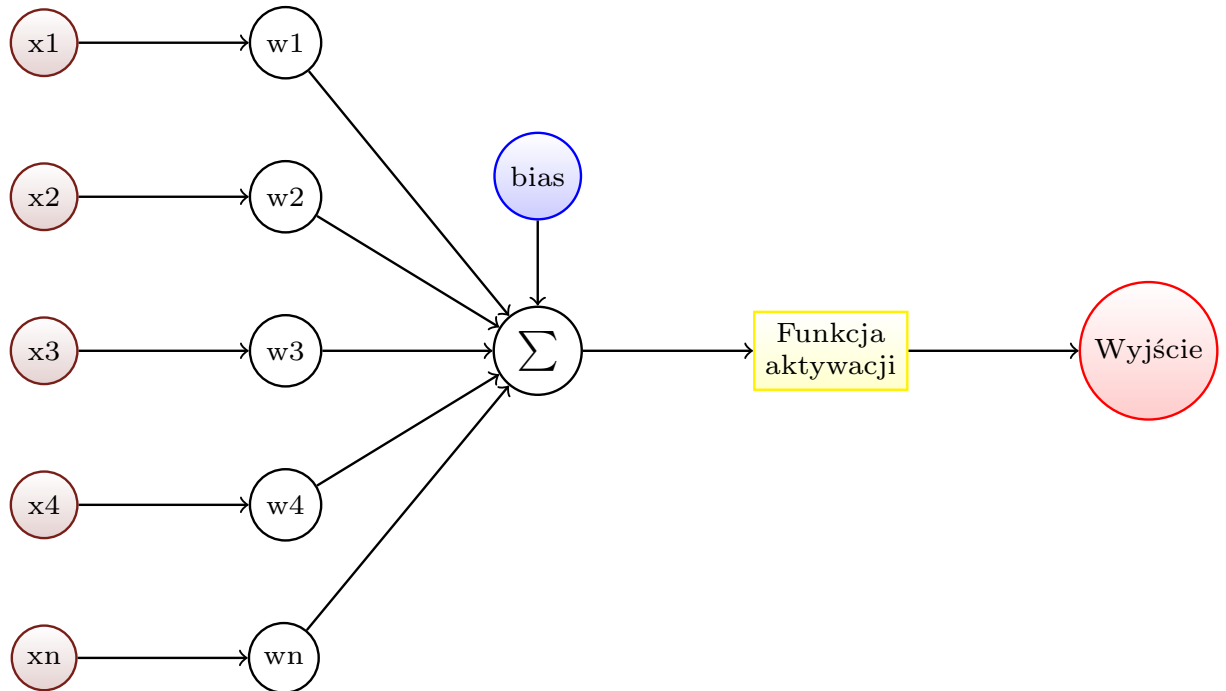 x1
w1
x2
w2
bias
x3
w3
∑
Funkcja
aktywacji
Wyjście
x4
w4
xn
wn